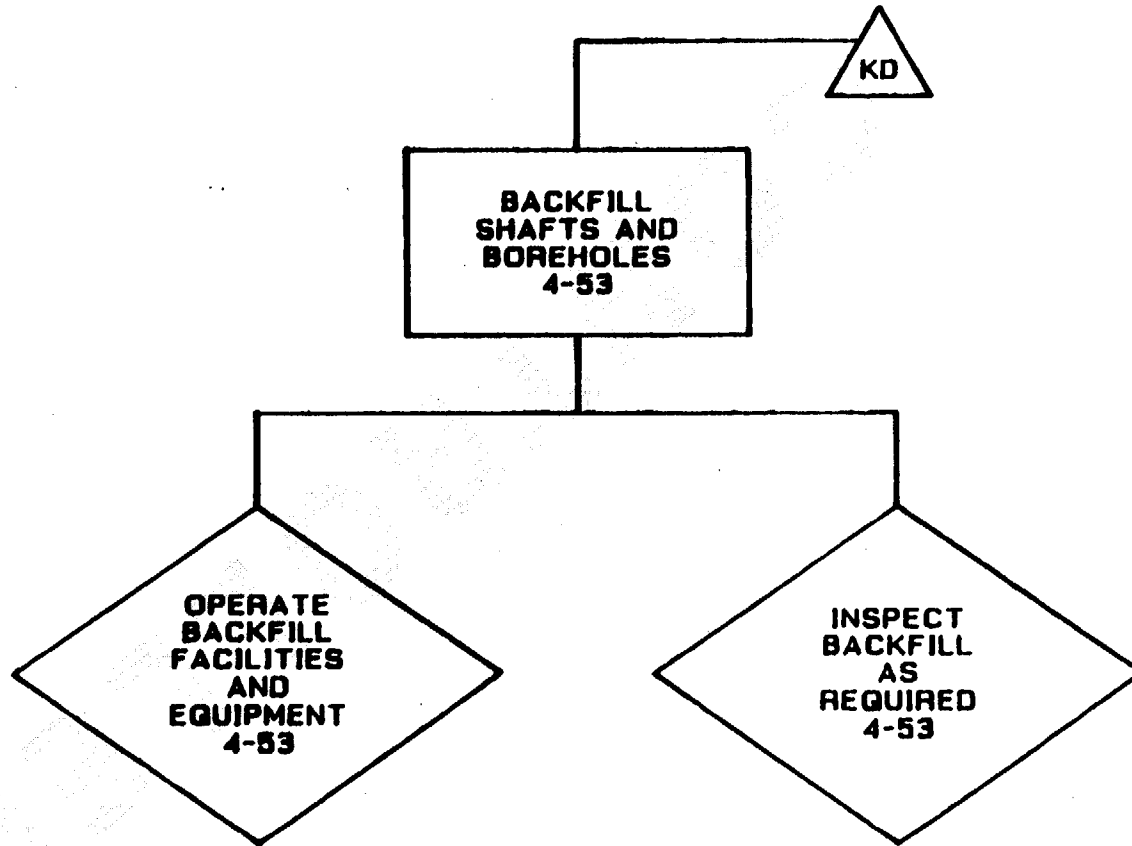 KD
BACKFILL
SHAFTS AND
BOREHOLES
4-53
OPERATE
BACKFILL
FACILITIES
AND
EQUIPMENT
4-53
INSPECT
BACKFILL
AS
REQUIRED
4-53